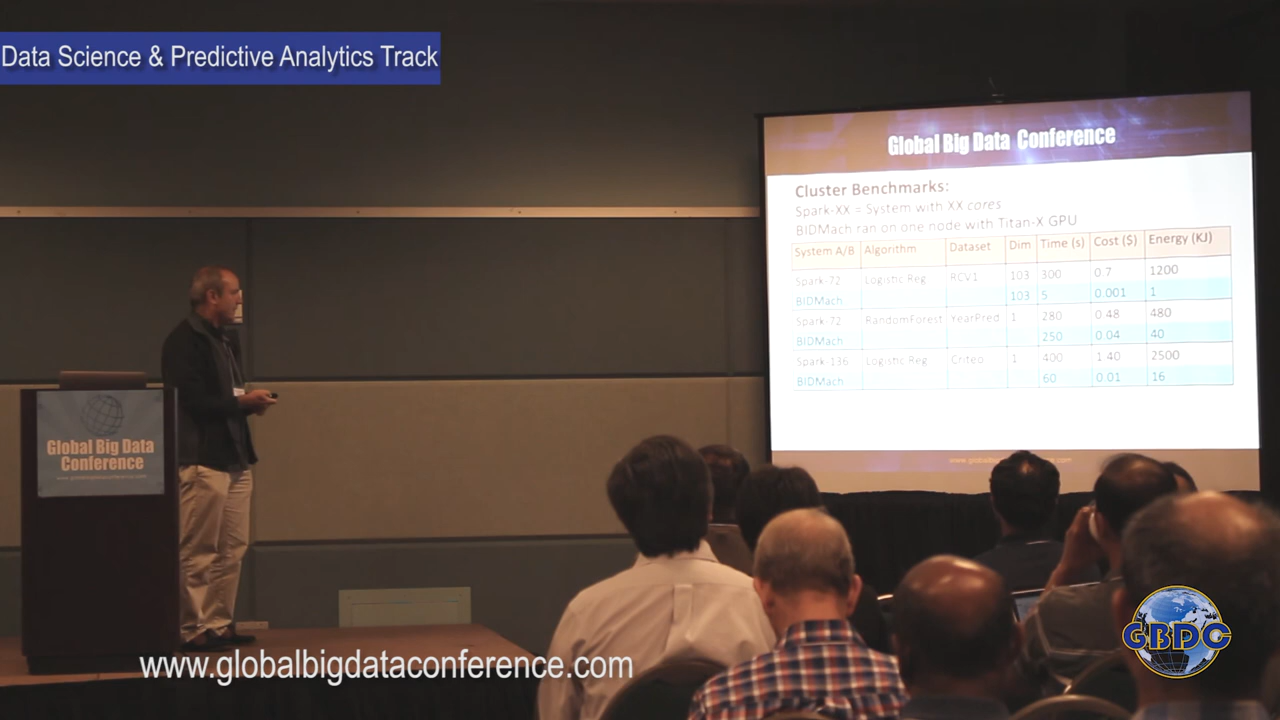 Data Science & Predictive Analytics Track
Global Big Data Conference
Cluster Benchmarks:
Spark-XX = System with XX cores
BIDMach ran on one node with Titan-X GPU
System A/B Algorithm Dataset Dim Time (s) Cost ($) Energy (KJ)
Spark-72 Logistic Reg RCV1 103 300 0.7 1200
BIDMach 103 5 0.001 1
Spark-72 RandomForest YearPred 1 280 0.48 480
BIDMach 250 0.04 40
Spark-136 Logistic Reg Criteo 1 400 1.40 2500
BIDMach 60 0.01 16
Global Big Data
Conference
www.globalbigdataconference.com
GBDC
www.globalbigdataconference.com